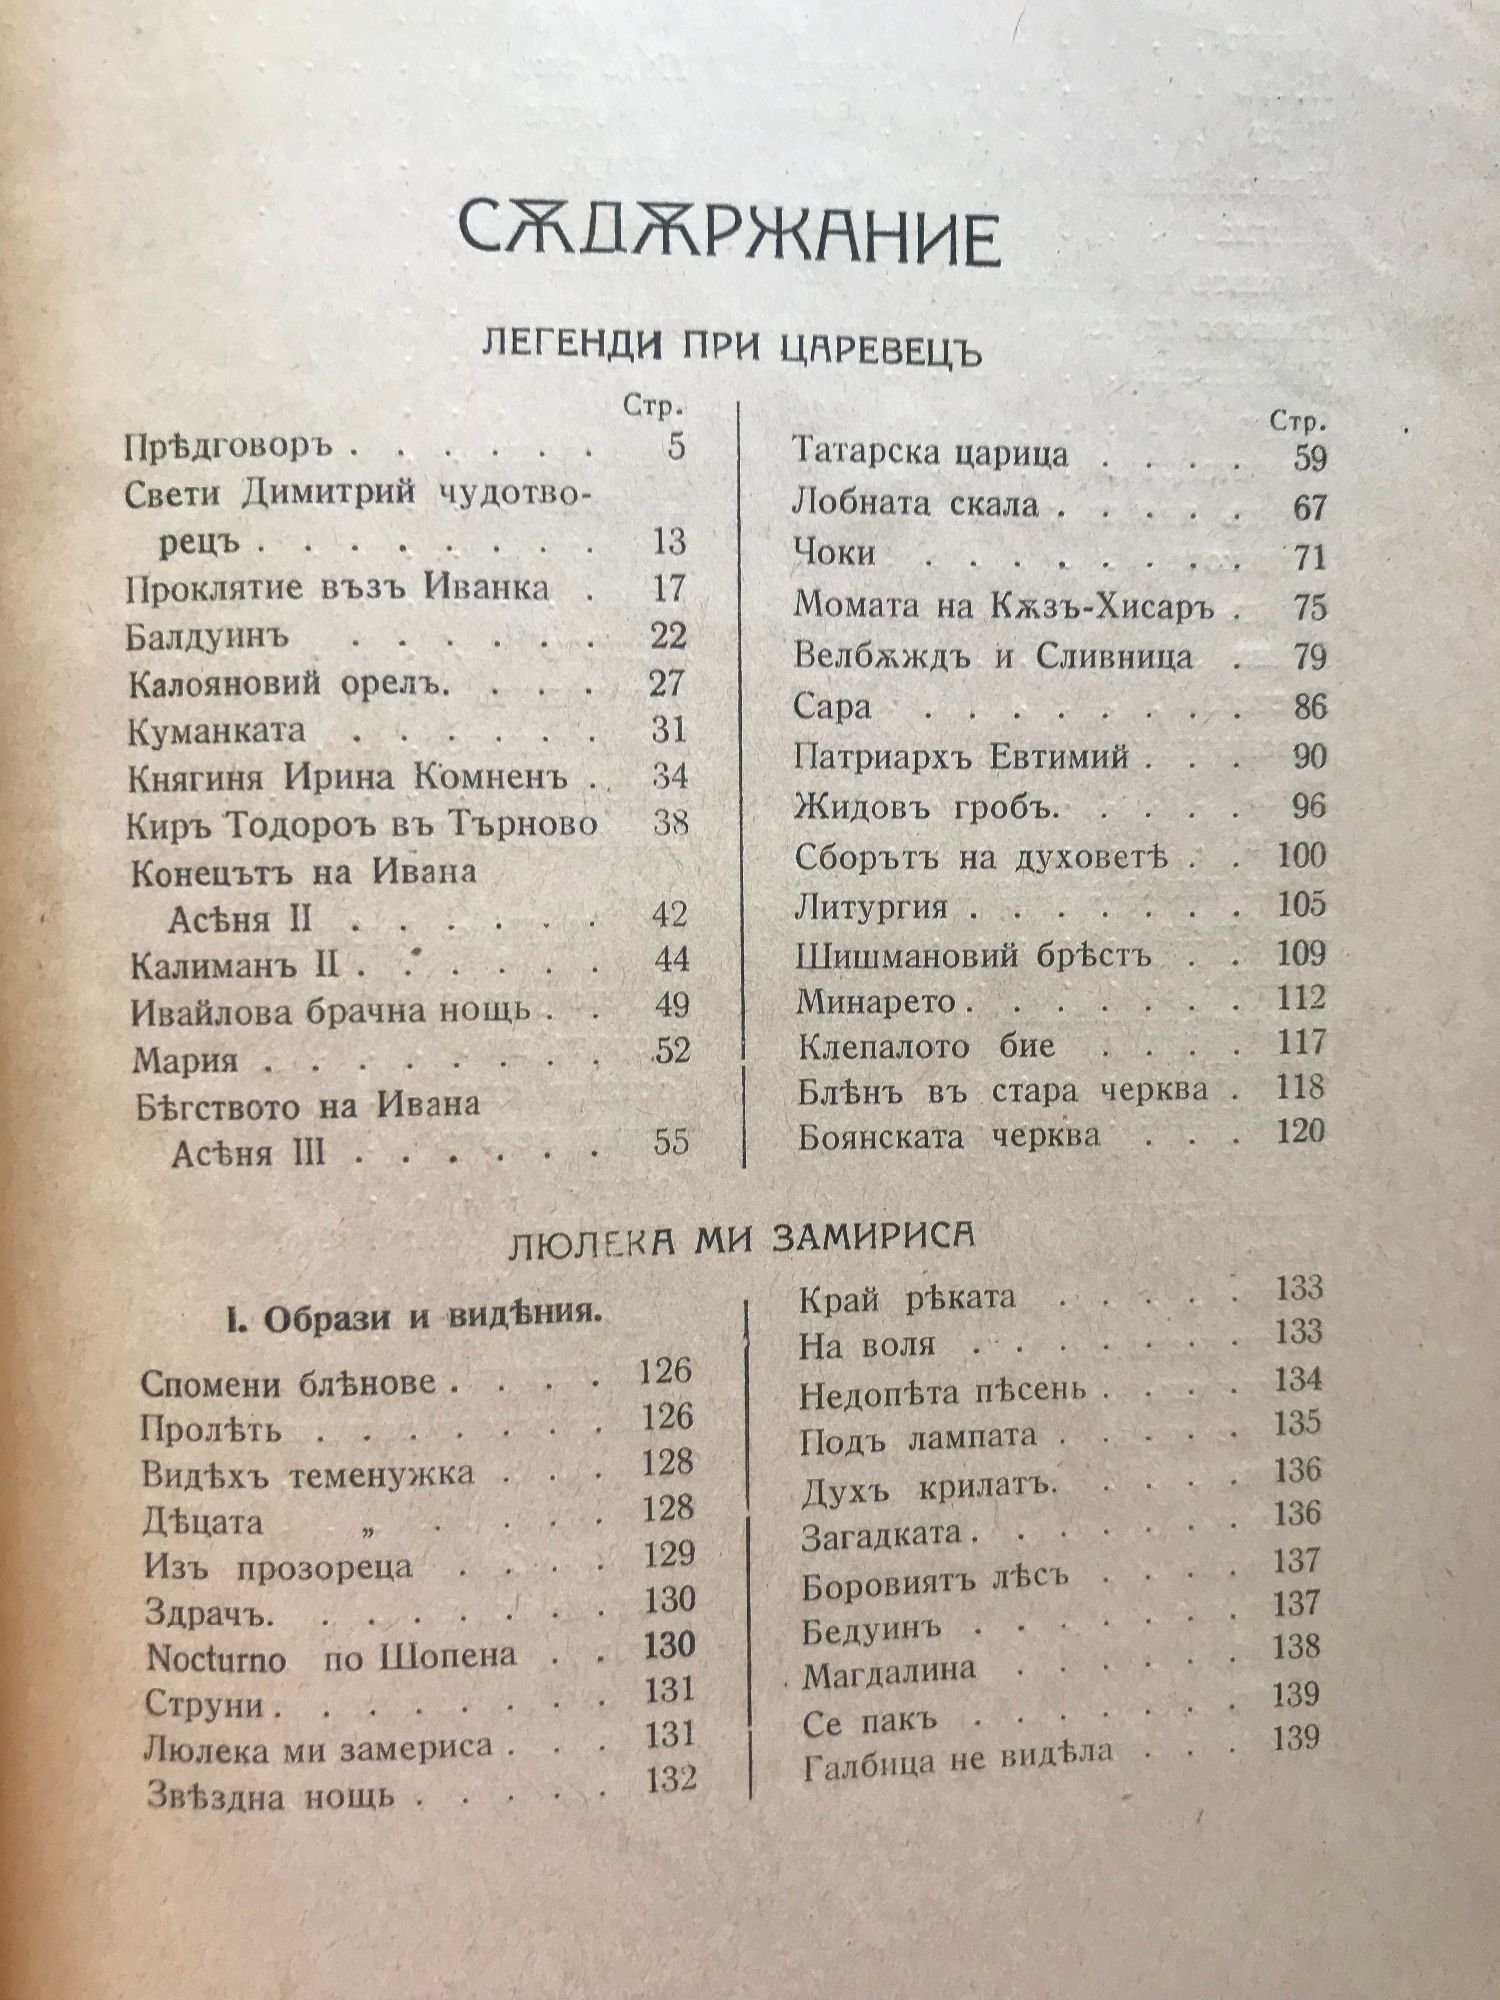 СѪДѪРЖАНИЕ
ЛЕГЕНДИ ПРИ ЦАРЕВЕЦЪ
Стр.
Прѣдговоръ . . . . . . 5
Свети Димитрий чудотво-
рецъ . . . . . . . . 13
Проклятие възъ Иванка . 17
Балдуинъ . . . . . . 22
Калояновий орелъ. . . . 27
Куманката . . . . . . 31
Княгиня Ирина Комненъ . 34
Киръ Тодороъ въ Търново 38
Конецътъ на Ивана
Асѣня II . . . . . . 42
Калиманъ II . . . . . . 44
Ивайлова брачна нощь . . 49
Мария . . . . . . . . 52
Бѣгството на Ивана
Асѣня III . . . . . . 55
Стр.
Татарска царица . . . . 59
Лобната скала . . . . . 67
Чоки . . . . . . . . 71
Момата на Кѫзъ-Хисаръ . 75
Велбѫждъ и Сливница . 79
Сара . . . . . . . . 86
Патриархъ Евтимий . . . 90
Жидовъ гробъ. . . . . 96
Сборътъ на духоветѣ . . 100
Литургия . . . . . . . 105
Шишмановий брѣстъ . . 109
Минарето . . . . . . . 112
Клепалото бие . . . . 117
Блѣнъ въ стара черква . 118
Боянската черква . . . 120
ЛЮЛЕКА МИ ЗАМИРИСА
I. Образи и видѣния.
Спомени блѣнове . . . . 126
Пролѣть . . . . . . . 126
Видѣхъ теменужка . . . 128
Дѣцата „ . . . . 128
Изъ прозореца . . . . 129
Здрачъ. . . . . . . . 130
Nocturno по Шопена . . 130
Струни . . . . . . . . 131
Люлека ми замериса . . . 131
Звѣздна нощь . . . . . 132
Край рѣката . . . . . 133
На воля . . . . . . . 133
Недопѣта пѣсень . . . . 134
Подъ лампата . . . . . 135
Духъ крилатъ. . . . . 136
Загадката . . . . . . . 136
Боровиятъ лѣсъ . . . . 137
Бедуинъ . . . . . . . 137
Магдалина . . . . . . 138
Се пакъ . . . . . . . 139
Галбица не видѣла . . . 139